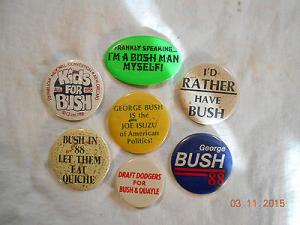 FRANKLY SPEAKING...
I'M A BUSH MAN
MYSELF!
Kids
FOR
BUSH
I'D
RATHER
HAVE
BUSH
GEORGE BUSH
IS the
JOE ISUZU
of American
Politics!
BUSH IN
'88
LET THEM
EAT
QUICHE
DRAFT DODGERS
FOR
BUSH & QUAYLE
George
BUSH
88
03 11 2015